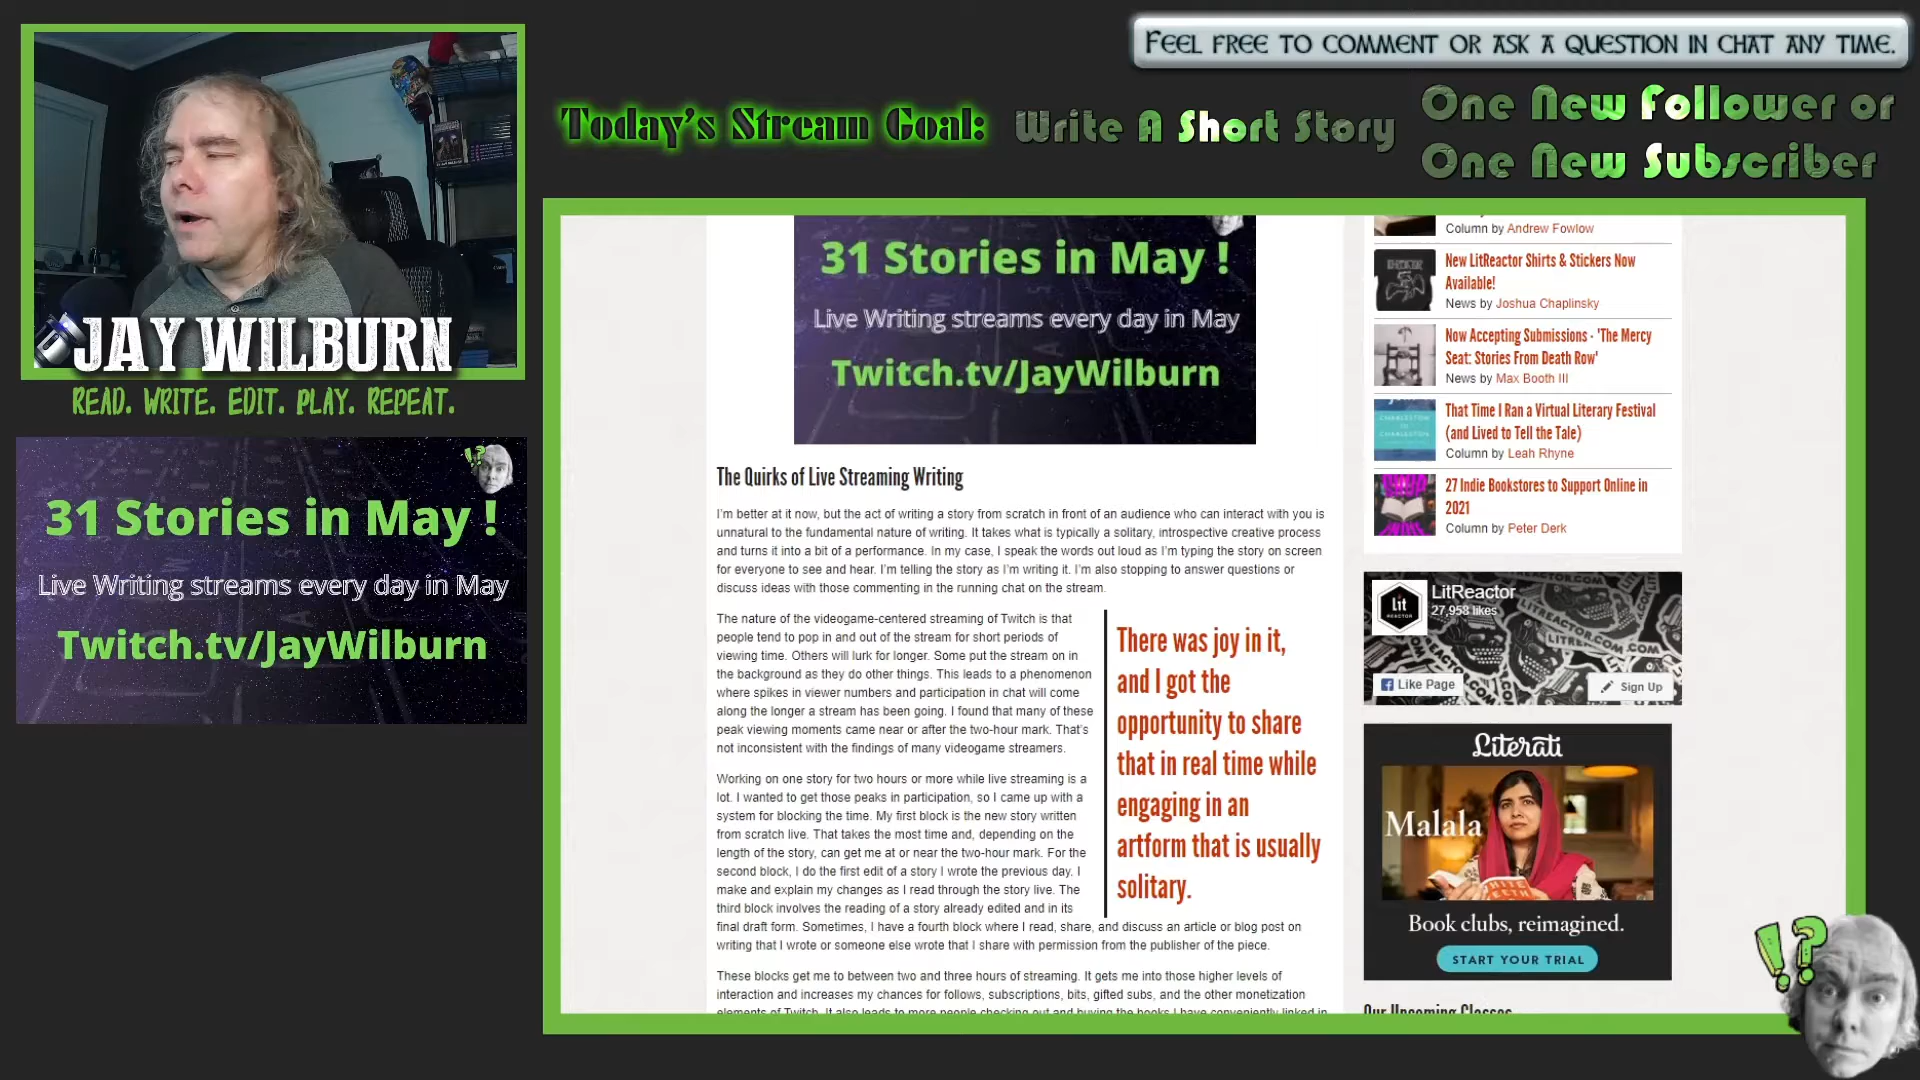 FEEL FREE TO COMMENT OR ASK A QUESTION IN CHAT ANY TIME.
Today's Stream Goal:
Write A Short Story
One New Follower or
One New Subscriber
JAY WILBURN
READ. WRITE. EDIT. PLAY. REPEAT.
31 Stories in May !
Live Writing streams every day in May
Twitch.tv/JayWilburn
31 Stories in May !
Live Writing streams every day in May
Twitch.tv/JayWilburn
The Quirks of Live Streaming Writing
I'm better at it now, but the act of writing a story from scratch in front of an audience who can interact with you is
unnatural to the fundamental nature of writing. It takes what is typically a solitary, introspective creative process
and turns it into a bit of a performance. In my case, I speak the words out loud as I'm typing the story on screen
for everyone to see and hear. I'm telling the story as I'm writing it. I'm also stopping to answer questions or
discuss ideas with those commenting in the running chat on the stream.
The nature of the videogame-centered streaming of Twitch is that
people tend to pop in and out of the stream for short periods of
viewing time. Others will lurk for longer. Some put the stream on in
the background as they do other things. This leads to a phenomenon
where spikes in viewer numbers and participation in chat will come
along the longer a stream has been going. I found that many of these
peak viewing moments came near or after the two-hour mark. That's
not inconsistent with the findings of many videogame streamers.
There was joy in it,
and I got the
opportunity to share
that in real time while
engaging in an
artform that is usually
solitary.
Working on one story for two hours or more while live streaming is a
lot. I wanted to get those peaks in participation, so I came up with a
system for blocking the time. My first block is the new story written
from scratch live. That takes the most time and, depending on the
length of the story, can get me at or near the two-hour mark. For the
second block, I do the first edit of a story I wrote the previous day. I
make and explain my changes as I read through the story live. The
third block involves the reading of a story already edited and in its
final draft form. Sometimes, I have a fourth block where I read, share, and discuss an article or blog post on
writing that I wrote or someone else wrote that I share with permission from the publisher of the piece.
These blocks get me to between two and three hours of streaming. It gets me into those higher levels of
interaction and increases my chances for follows, subscriptions, bits, gifted subs, and the other monetization
elements of Twitch. It also leads to more people checking out and buying the books I have conveniently linked in
Column by Andrew Fowlow
New LitReactor Shirts & Stickers Now
Available!
News by Joshua Chaplinsky
Now Accepting Submissions - 'The Mercy
Seat: Stories From Death Row'
News by Max Booth III
That Time I Ran a Virtual Literary Festival
(and Lived to Tell the Tale)
Column by Leah Rhyne
27 Indie Bookstores to Support Online in
2021
Column by Peter Derk
Lit
REACTOR
LitReactor
27,958 likes
Like Page
Sign Up
Literati
Malala
Book clubs, reimagined.
START YOUR TRIAL
Our Upcoming Classes
!?